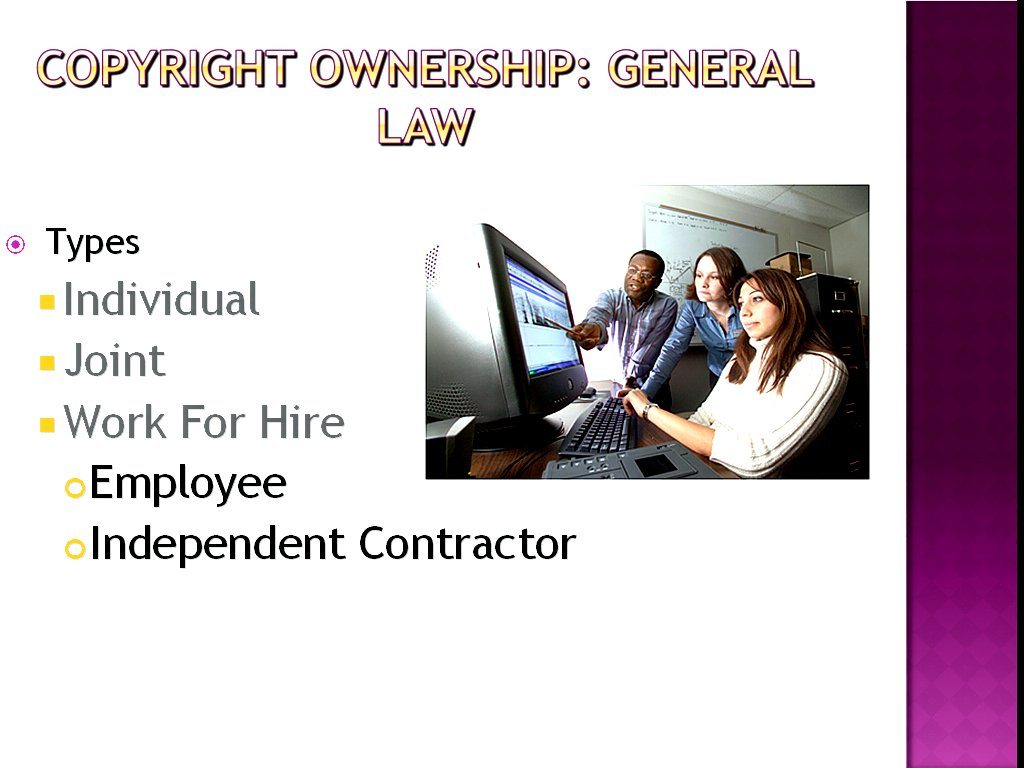 COPYRIGHT OWNERSHIP: GENERAL
LAW
Types
Individual
Joint
Work For Hire
Employee
Independent Contractor